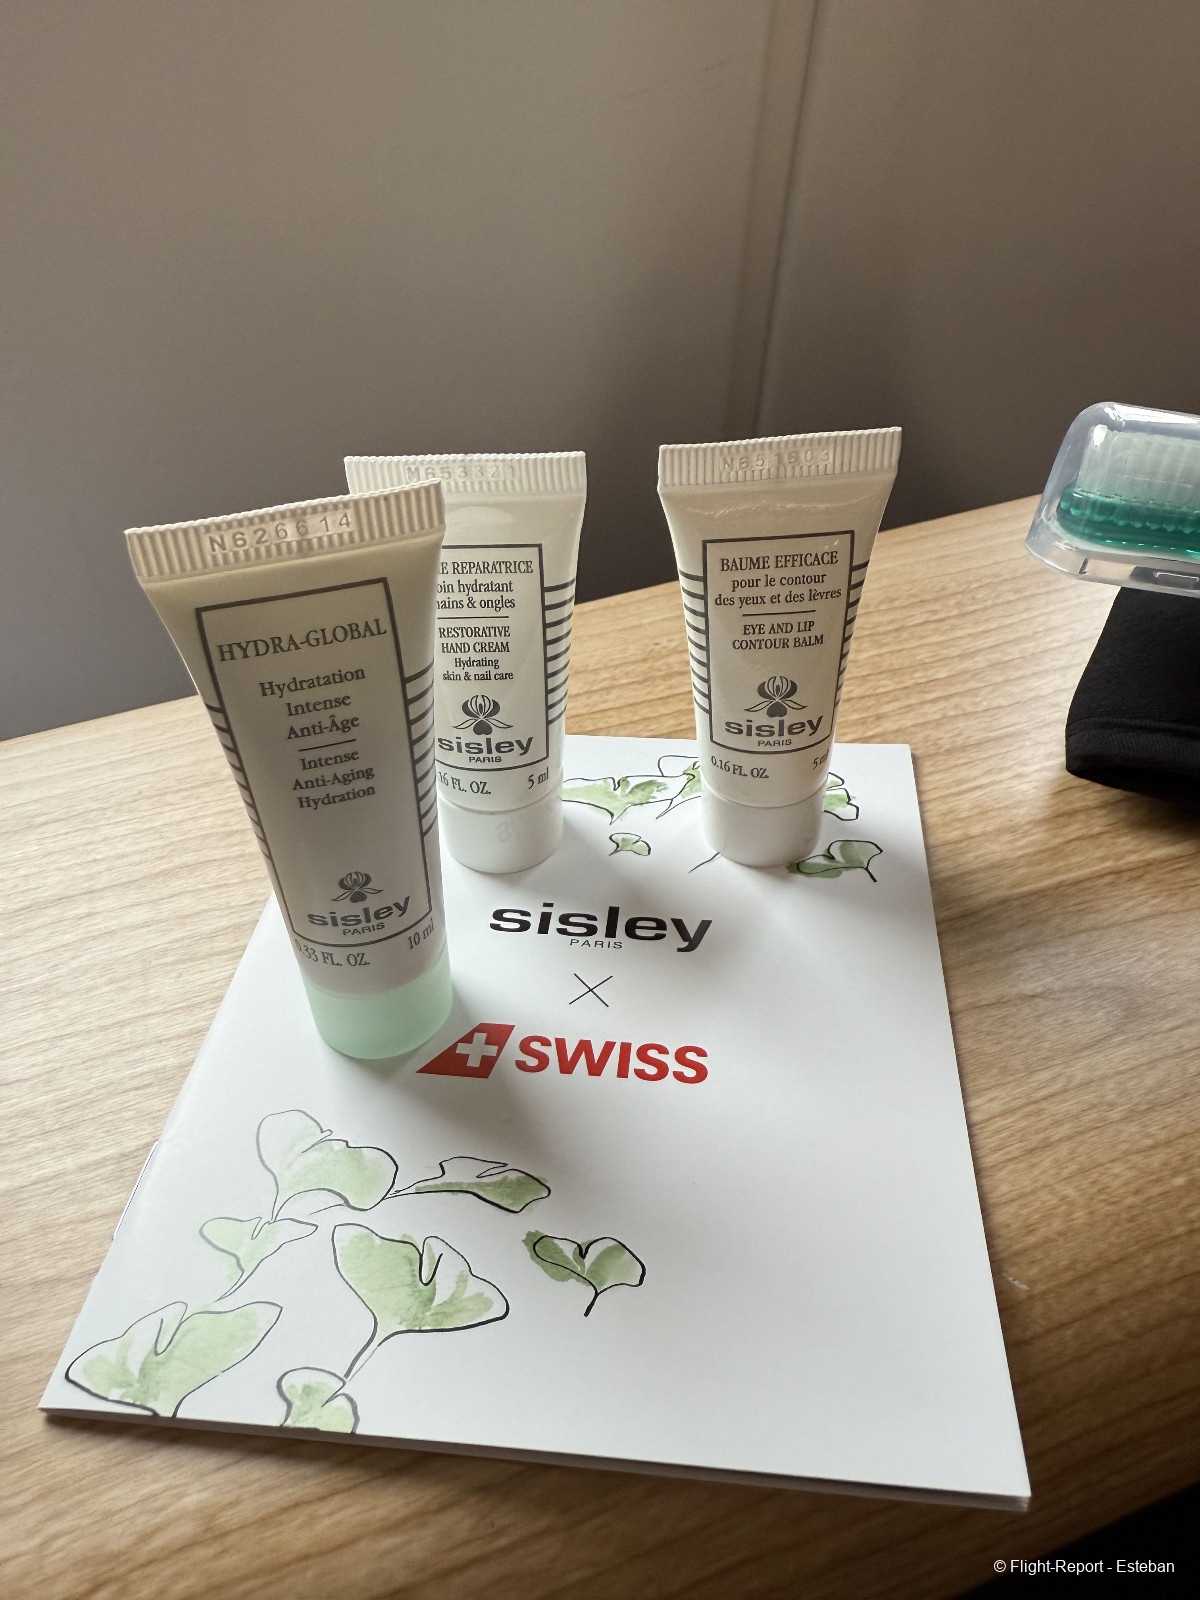 N626614
HYDRA-GLOBAL
Hydratation
Intense
Anti-Âge
Intense
Anti-Aging
Hydration
sisley
PARIS
0.33 FL. OZ. 10 ml
REPARATRICE
hydratant
& ongles
RESTORATIVE
HAND CREAM
Hydrating
skin & nail care
sisley
PARIS
FL. OZ. 5 ml
BAUME EFFICACE
pour le contour
des yeux et des lèvres
EYE AND LIP
CONTOUR BALM
sisley
PARIS
0.16 FL. OZ. 5 ml
sisley
PARIS
X
SWISS
© Flight-Report - Esteban